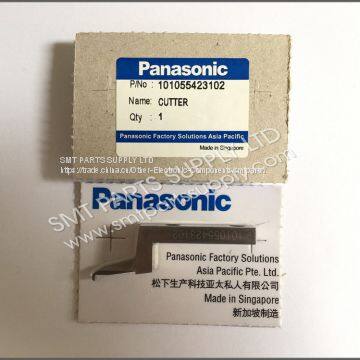 Panasonic
P/No : 101055423102
Name: CUTTER
Qty : 1
Panasonic Factory Solutions Asia Pacific
Made in Singapore
SMT PARTS SUPPLY LTD
Panasonic
101055423102
Panasonic Factory Solutions
Asia Pacific Pte. Ltd.
松下生产科技亚太私人有限公司
Made in Singapore
新加坡制造